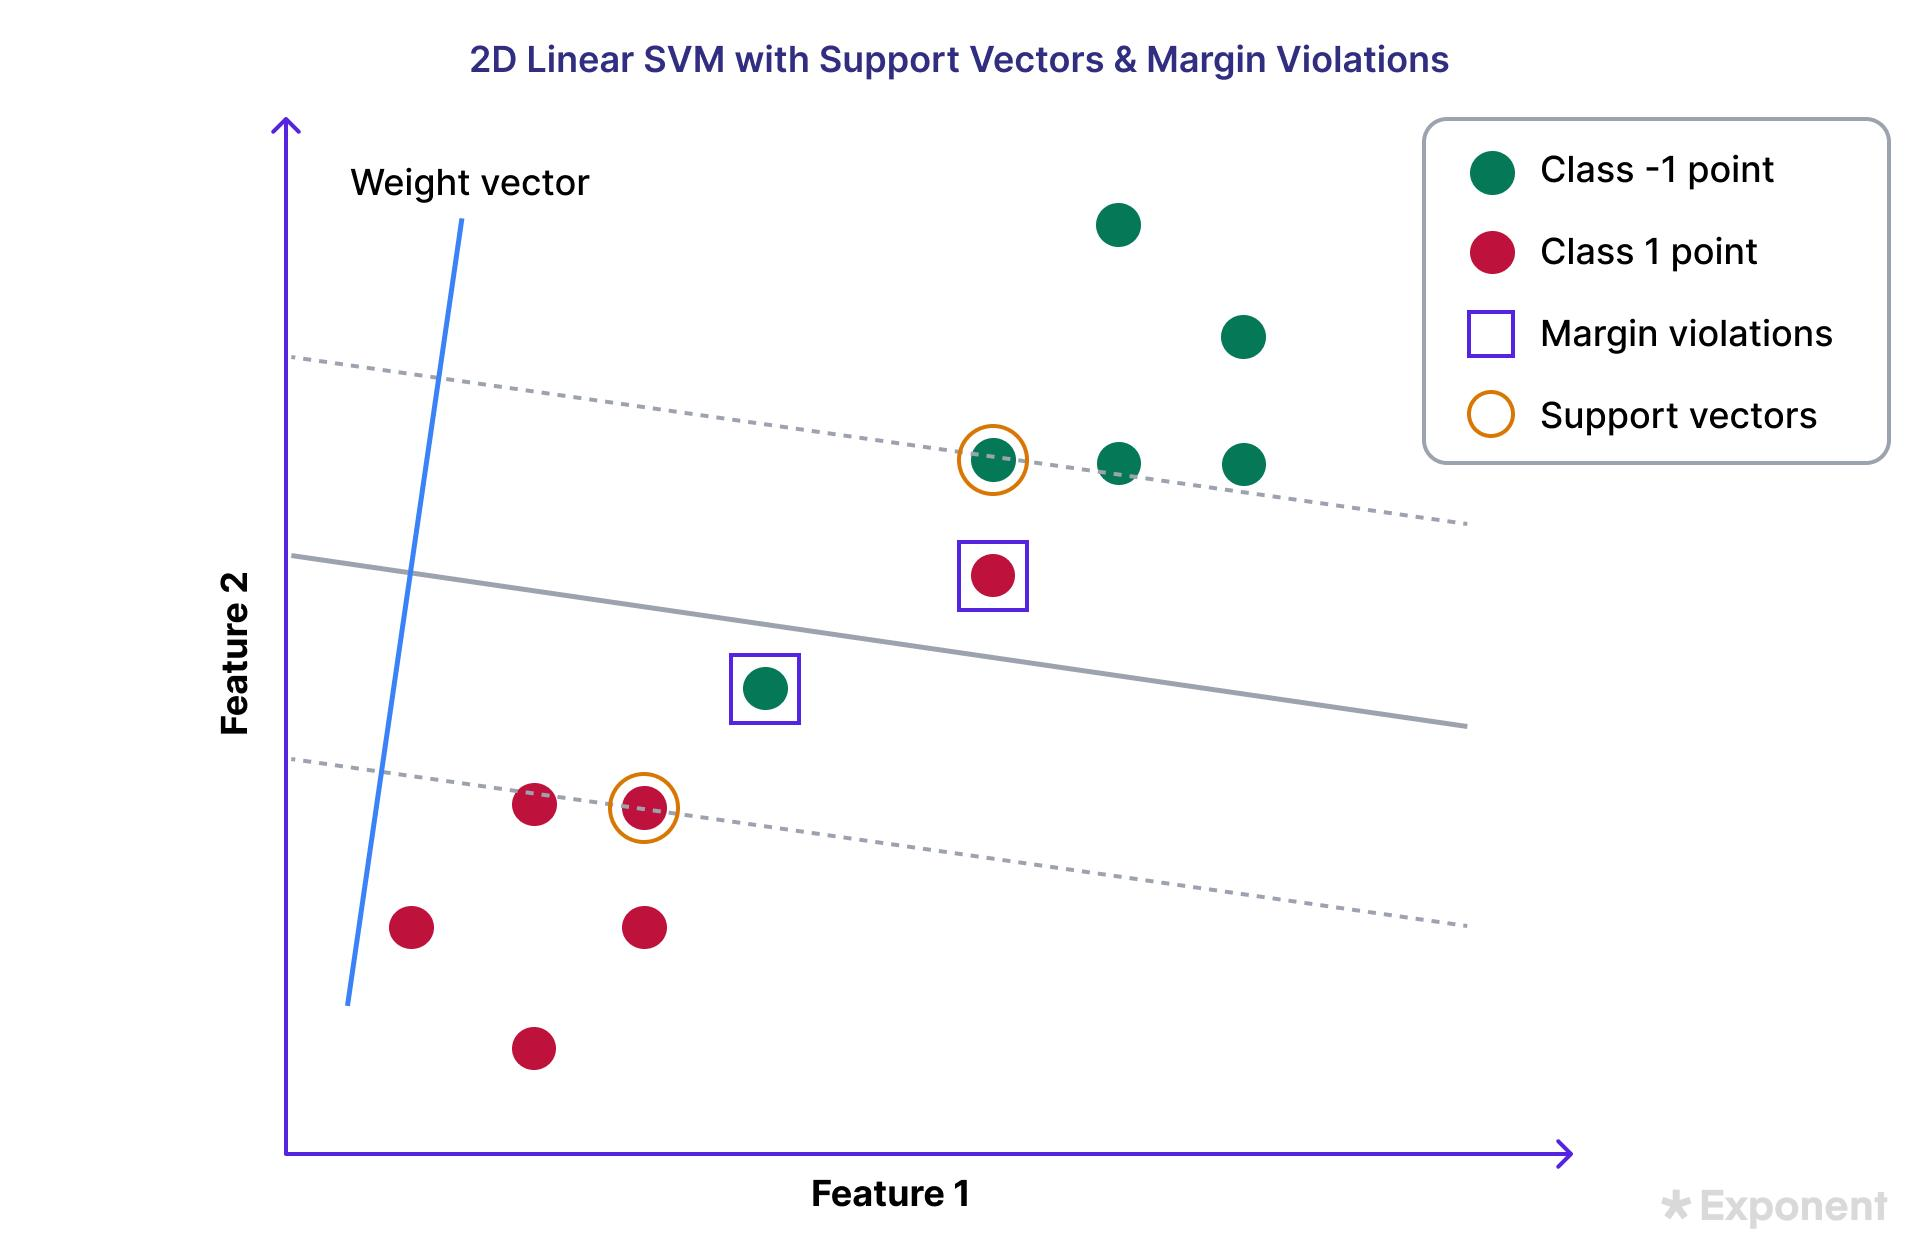 2D Linear SVM with Support Vectors & Margin Violations
Weight vector
Class -1 point
Class 1 point
Margin violations
Support vectors
Feature 2
Feature 1
Exponent